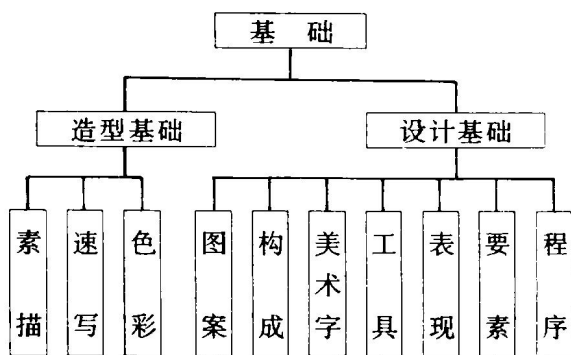 基 础
造型基础
设计基础
素描
速写
色彩
图案
构成
美术字
工具
表现
要素
程序